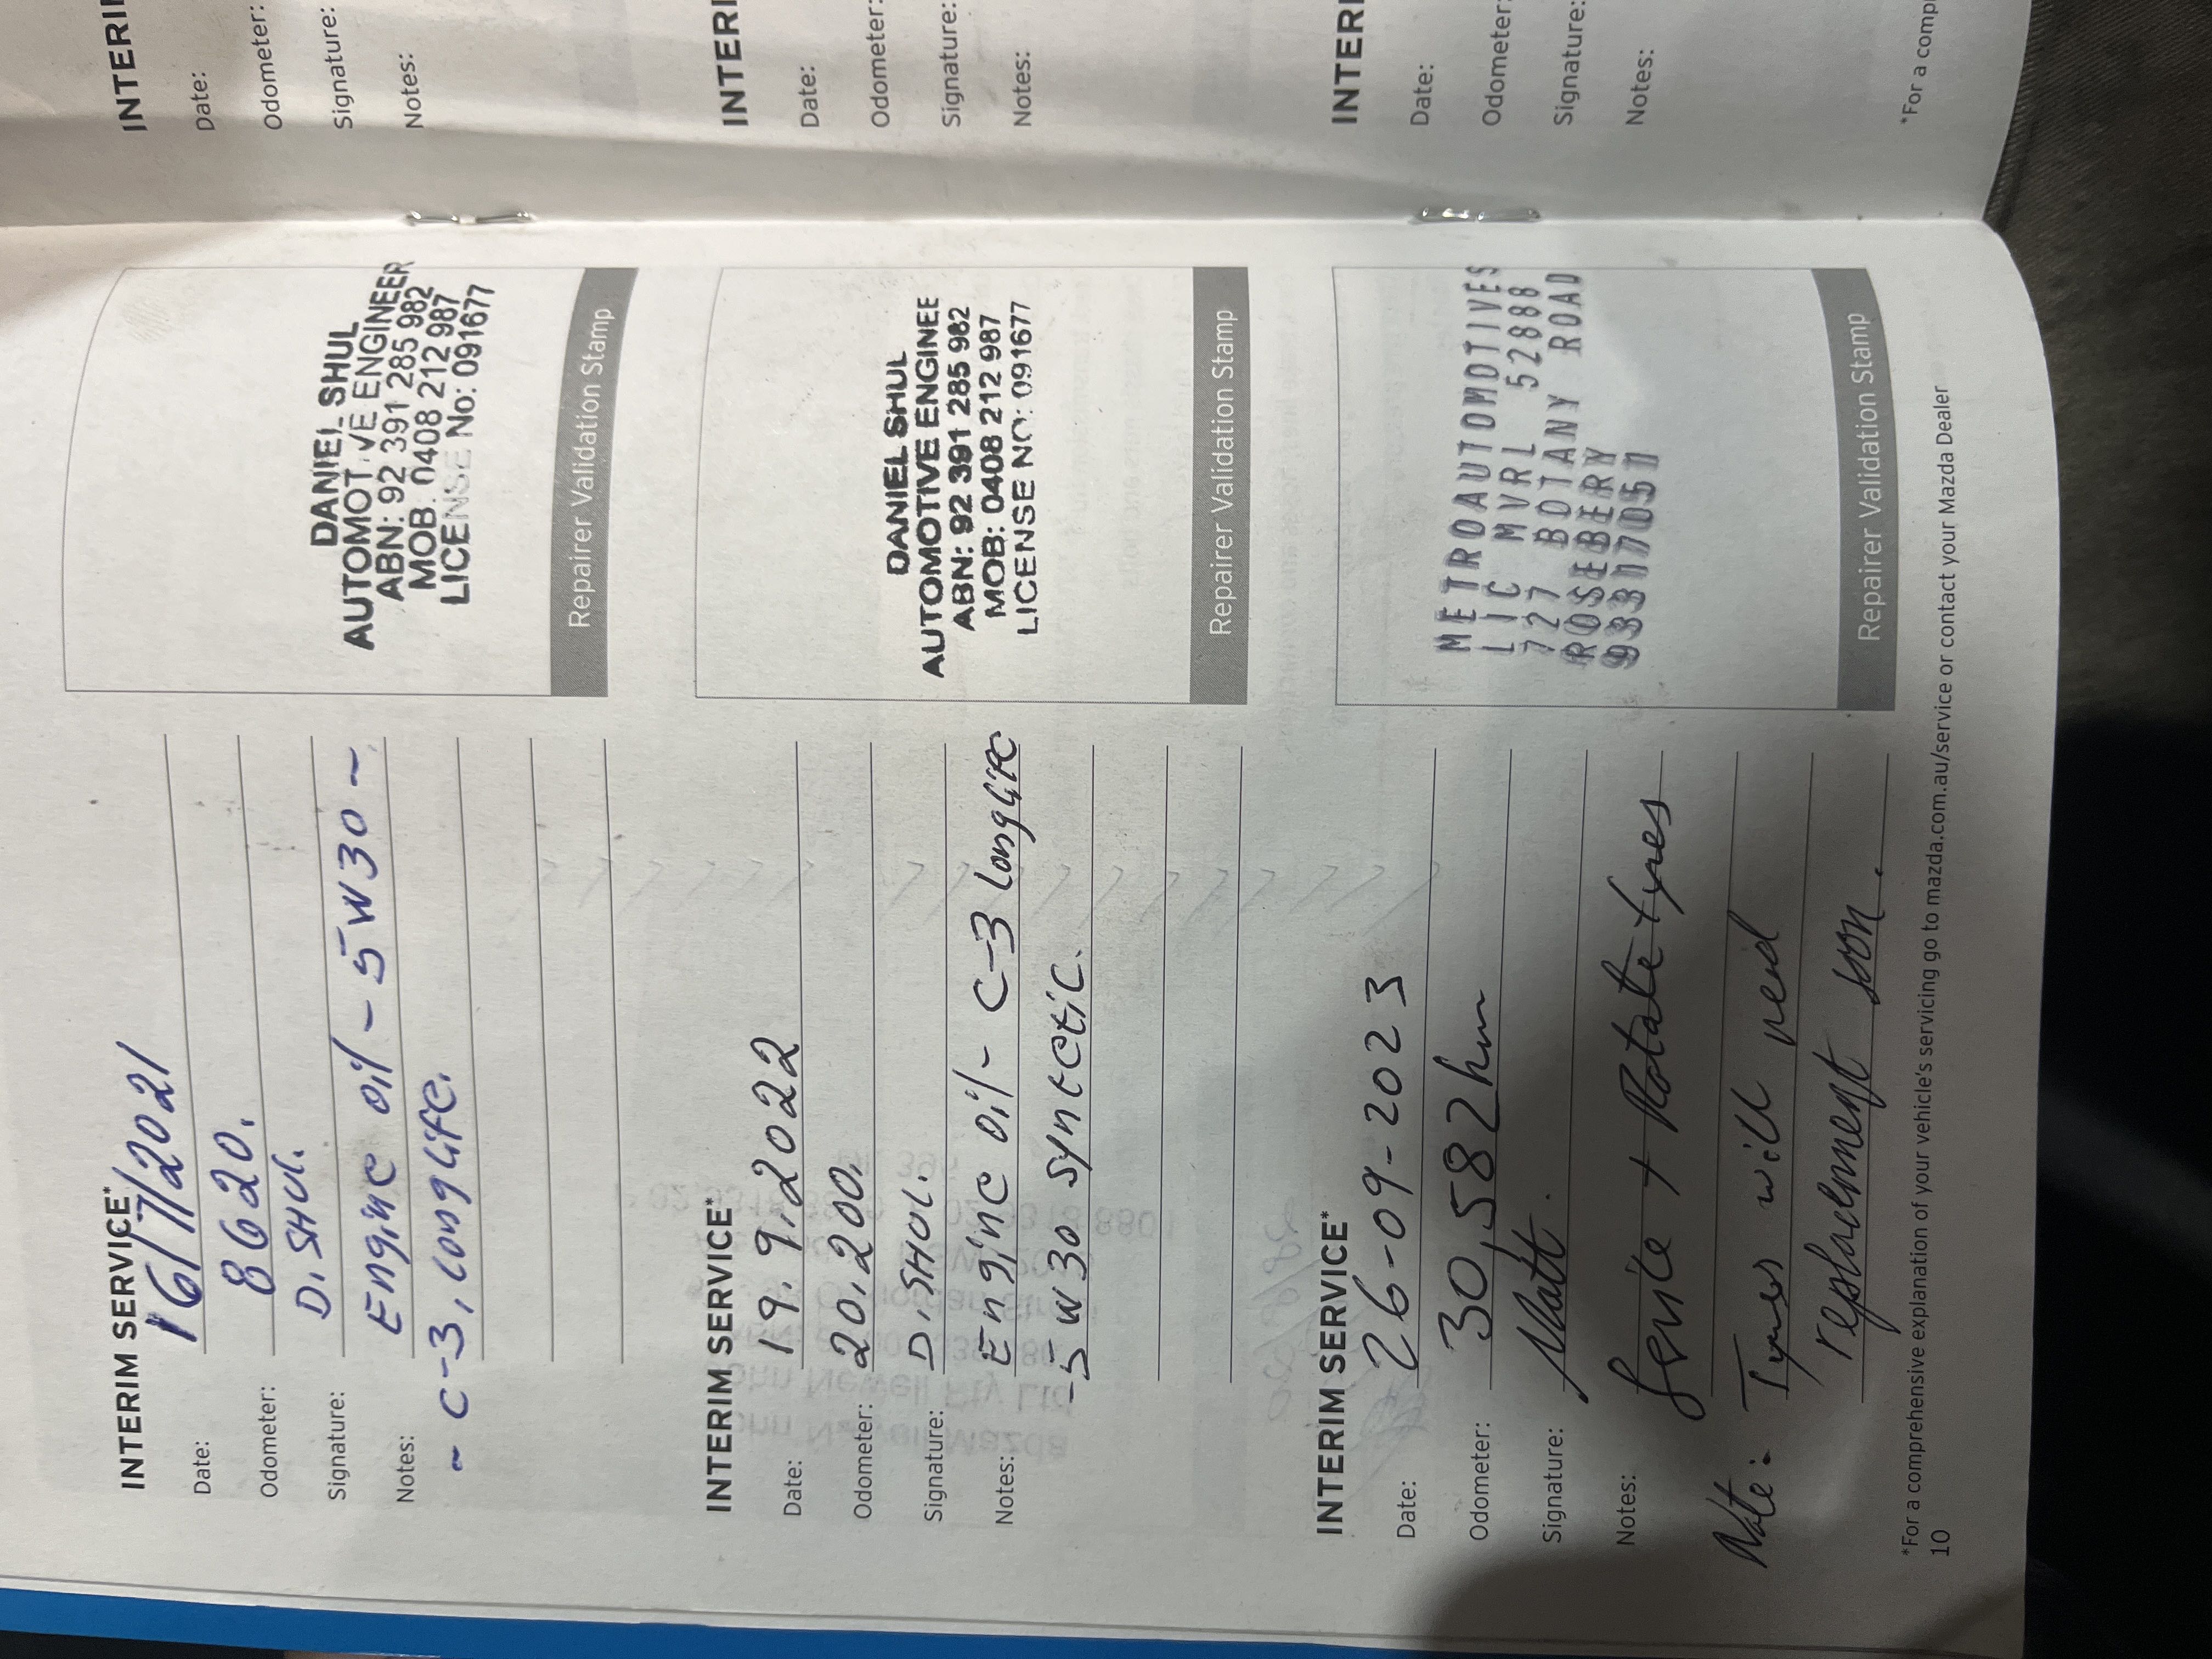 INTERIM SERVICE*
Date: 16/7/2021
Odometer: 8620.
Signature: D. SHUL.
Notes: Engine oil - 5W30 -
- C-3, Longlife.
DANIEL SHUL
AUTOMOTIVE ENGINEER
ABN: 92 391 285 982
MOB: 0408 212 987
LICENSE No: 091677
Repairer Validation Stamp
INTERIM SERVICE*
Date: 19.9.2022
Odometer: 20.200.
Signature: D. SHUL.
Notes: Engine oil - C-3 Longlife
-5W30 Synectic.
DANIEL SHUL
AUTOMOTIVE ENGINEE
ABN: 92 391 285 982
MOB: 0408 212 987
LICENSE NO: 091677
Repairer Validation Stamp
INTERIM SERVICE*
Date: 26-09-2023
Odometer: 30,582km
Signature: Matt.
Notes: Service + Rotate tyres
Note: Tyres will need
replacement soon.
METROAUTOMOTIVES
LIC MVRL 52888
727 BOTANY ROAD
ROSEBERY
Repairer Validation Stamp
*For a comprehensive explanation of your vehicle's servicing go to mazda.com.au/service or contact your Mazda Dealer
10
INTERI
Date:
Odometer:
Signature:
Notes:
INTERI
Date:
Odometer:
Signature:
Notes:
INTERI
Date:
Odometer:
Signature:
Notes:
*For a compr